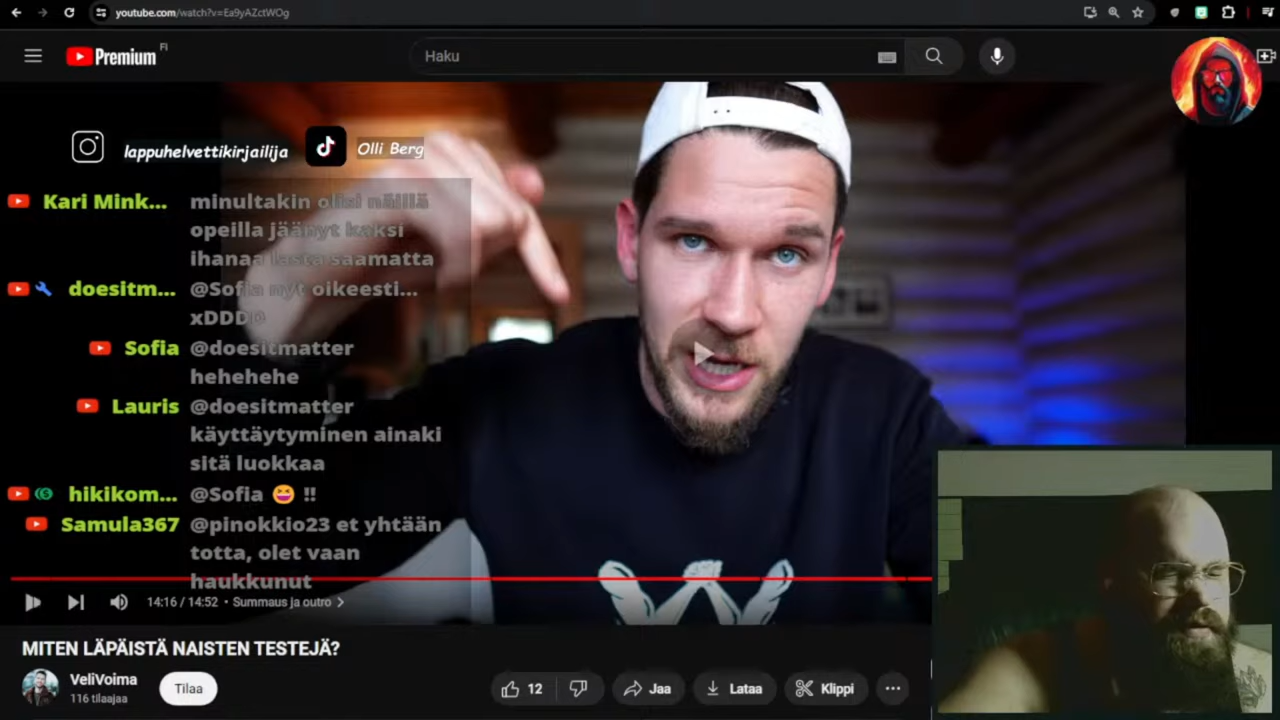 youtube.com/watch?v=Ea9yAZctWOg
Premium FI
Haku
lappuhelvettikirjailija
Olli Berg
Kari Mink... minultakin olisi näillä
opeilla jäänyt kaksi
ihanaa lasta saamatta
doesitm... @Sofia nyt oikeesti...
xDDDD
Sofia @doesitmatter
hehehehe
Lauris @doesitmatter
käyttäytyminen ainaki
sitä luokkaa
hikikom... @Sofia 😆 !!
Samula367 @pinokkio23 et yhtään
totta, olet vaan
haukkunut
14:16 / 14:52 • Summaus ja outro >
MITEN LÄPÄISTÄ NAISTEN TESTEJÄ?
VeliVoima
116 tilaajaa
Tilaa
12
Jaa
Lataa
Klippi